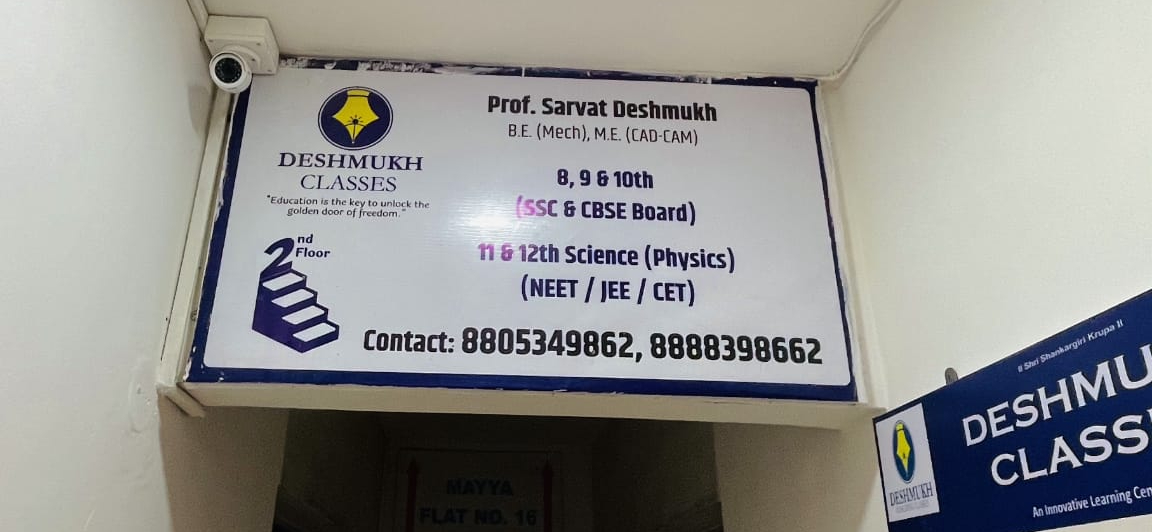 Prof. Sarvat Deshmukh
B.E. (Mech), M.E. (CAD-CAM)
DESHMUKH
CLASSES
"Education is the key to unlock the
golden door of freedom."
8, 9 & 10th
(SSC & CBSE Board)
2nd
Floor
11 & 12th Science (Physics)
(NEET / JEE / CET)
Contact: 8805349862, 8888398662
II Shri Shankargiri Krupa II
DESHMU
CLASS
An Innovative Learning Cen
DESHMUKH
MAYYA
FLAT NO. 16